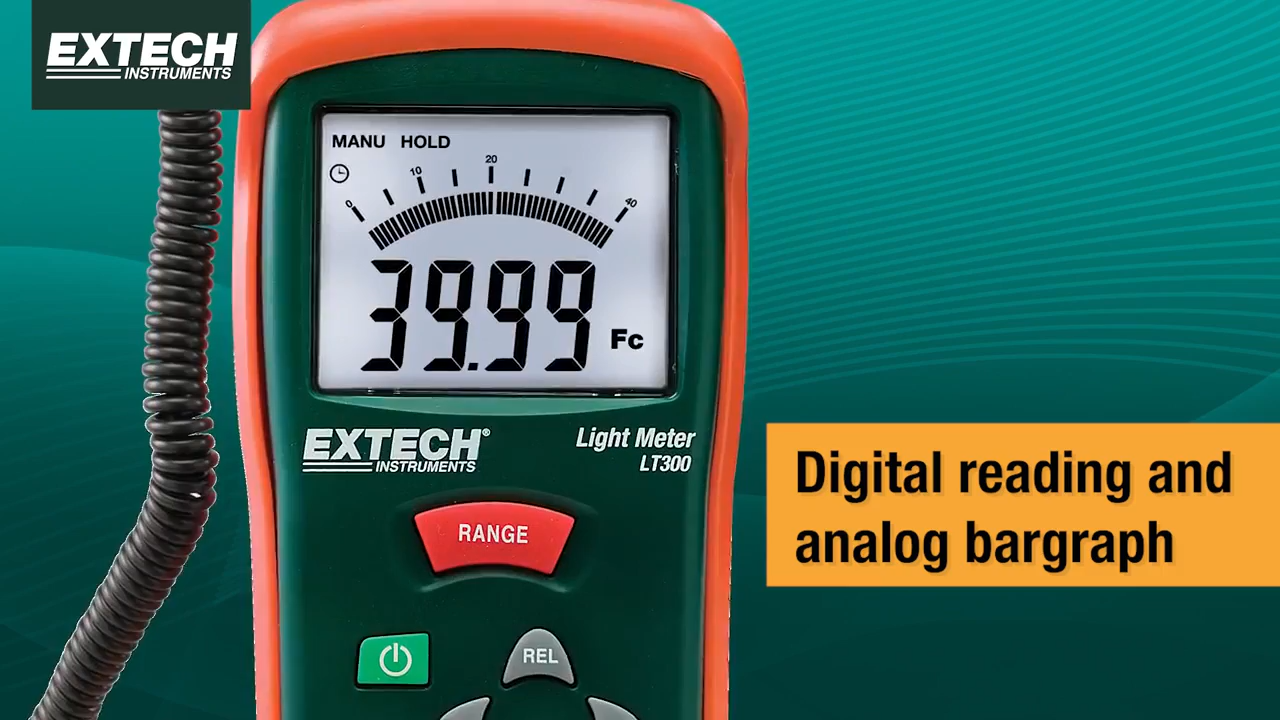 EXTECH
INSTRUMENTS
MANU HOLD
0 10 20 40
39.99 Fc
EXTECH®
INSTRUMENTS
Light Meter
LT300
RANGE
REL
Digital reading and
analog bargraph